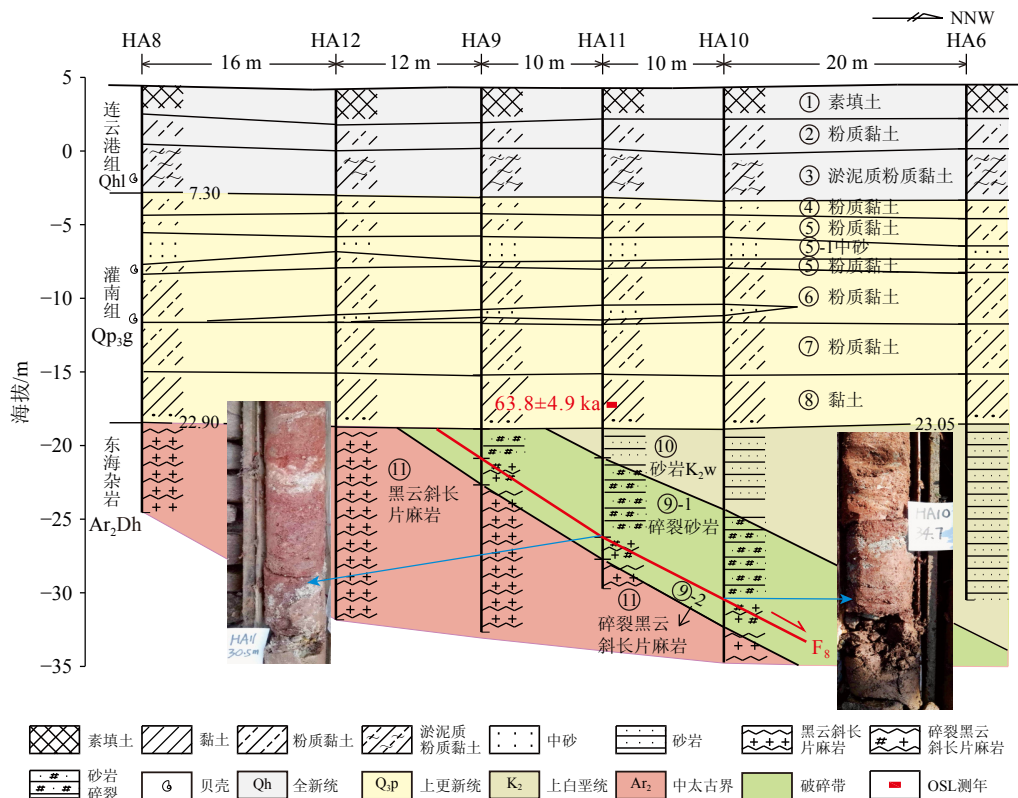 NNW
HA8 HA12 HA9 HA11 HA10 HA6
16 m 12 m 10 m 10 m 20 m
海拔/m
5
0
−5
−10
−15
−20
−25
−30
−35
连云港组
Qhl
灌南组
Qp₃g
东海杂岩
Ar₂Dh
7.30
22.90
23.05
① 素填土
② 粉质黏土
③ 淤泥质粉质黏土
④ 粉质黏土
⑤ 粉质黏土
⑤-1中砂
⑤ 粉质黏土
⑥ 粉质黏土
⑦ 粉质黏土
⑧ 黏土
63.8±4.9 ka
⑩
砂岩K₂w
⑨-1
碎裂砂岩
⑪
黑云斜长
片麻岩
⑨-2
⑪
碎裂黑云
斜长片麻岩
F₈
HA11
30.5m
HA10
34.7
素填土 黏土 粉质黏土 淤泥质
粉质黏土 中砂 砂岩 黑云斜长
片麻岩 碎裂黑云
斜长片麻岩
砂岩
碎裂 贝壳 Qh 全新统 Q₃p 上更新统 K₂ 上白垩统 Ar₂ 中太古界 破碎带 OSL测年